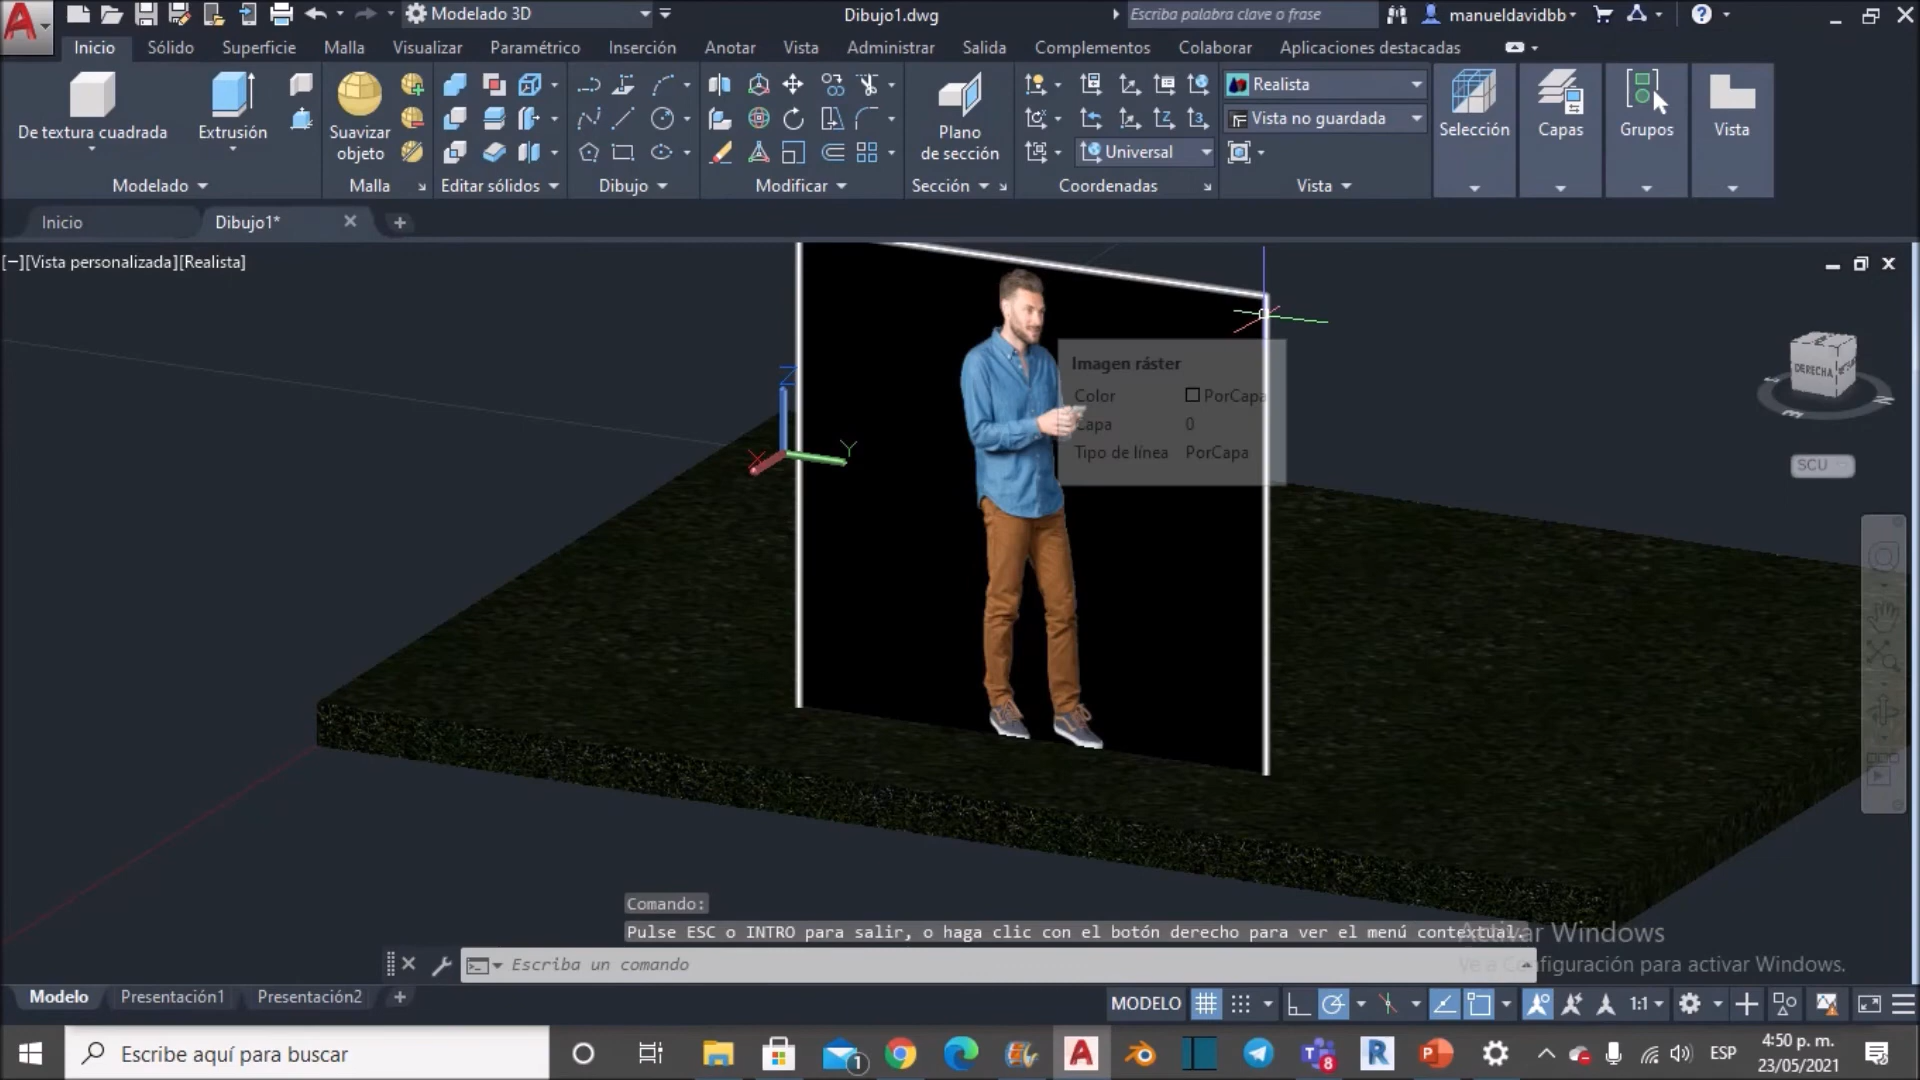 Modelado 3D
Dibujo1.dwg
Escriba palabra clave o frase
manueldavidbb
Inicio
Sólido
Superficie
Malla
Visualizar
Paramétrico
Inserción
Anotar
Vista
Administrar
Salida
Complementos
Colaborar
Aplicaciones destacadas
De textura cuadrada
Extrusión
Suavizar
objeto
Plano
de sección
Universal
Realista
Vista no guardada
Selección
Capas
Grupos
Vista
Modelado
Malla
Editar sólidos
Dibujo
Modificar
Sección
Coordenadas
Vista
Inicio
Dibujo1*
[−][Vista personalizada][Realista]
Z
X
Y
Imagen ráster
Color
PorCapa
Capa
0
Tipo de línea
PorCapa
DERECHA
E
N
SCU
Comando:
Pulse ESC o INTRO para salir, o haga clic con el botón derecho para ver el menú contextual.
Activar Windows
Ve a Configuración para activar Windows.
Escriba un comando
Modelo
Presentación1
Presentación2
MODELO
1:1
Escribe aquí para buscar
1
8
ESP
4:50 p. m.
23/05/2021